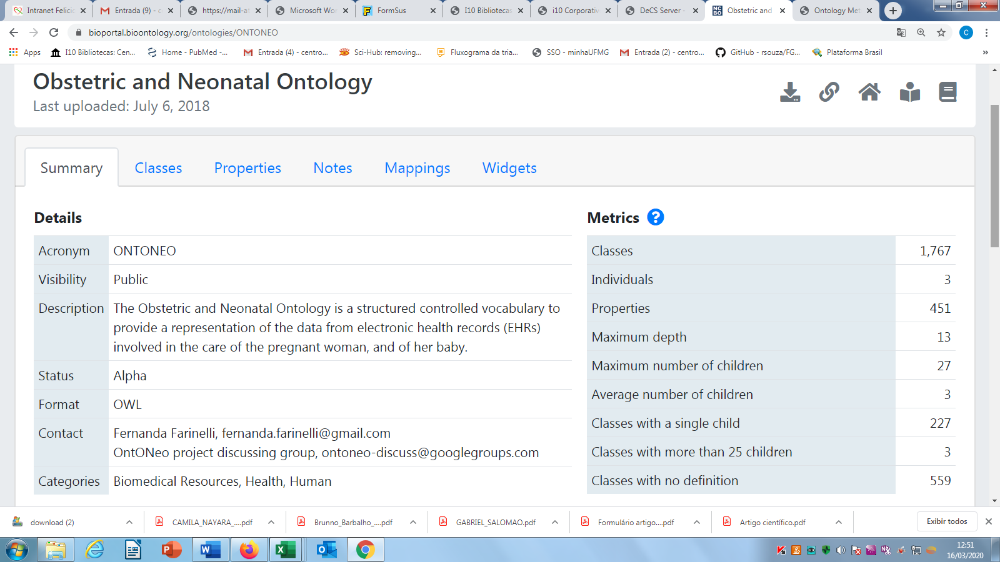 Intranet Felicio
Entrada (9) - c
https://mail-at
Microsoft Wor
FormSus
I10 Bibliotecas:
i10 Corporativ
DeCS Server -
NC
BO
Obstetric and
Ontology Met
bioportal.bioontology.org/ontologies/ONTONEO
C
Apps
I10 Bibliotecas: Cen...
Home - PubMed -...
Entrada (4) - centro...
Sci-Hub: removing...
Fluxograma da tria...
SSO - minhaUFMG
Entrada (2) - centro...
GitHub - rsouza/FG...
Plataforma Brasil
»
Obstetric and Neonatal Ontology
Last uploaded: July 6, 2018
Summary
Classes
Properties
Notes
Mappings
Widgets
Details
Acronym ONTONEO
Visibility Public
Description The Obstetric and Neonatal Ontology is a structured controlled vocabulary to
provide a representation of the data from electronic health records (EHRs)
involved in the care of the pregnant woman, and of her baby.
Status Alpha
Format OWL
Contact Fernanda Farinelli, fernanda.farinelli@gmail.com
OntONeo project discussing group, ontoneo-discuss@googlegroups.com
Categories Biomedical Resources, Health, Human
Metrics ?
Classes 1,767
Individuals 3
Properties 451
Maximum depth 13
Maximum number of children 27
Average number of children 3
Classes with a single child 227
Classes with more than 25 children 3
Classes with no definition 559
download (2)
CAMILA_NAYARA_....pdf
Brunno_Barbalho_....pdf
GABRIEL_SALOMAO.pdf
Formulário artigo....pdf
Artigo científico.pdf
Exibir todos
12:51
16/03/2020